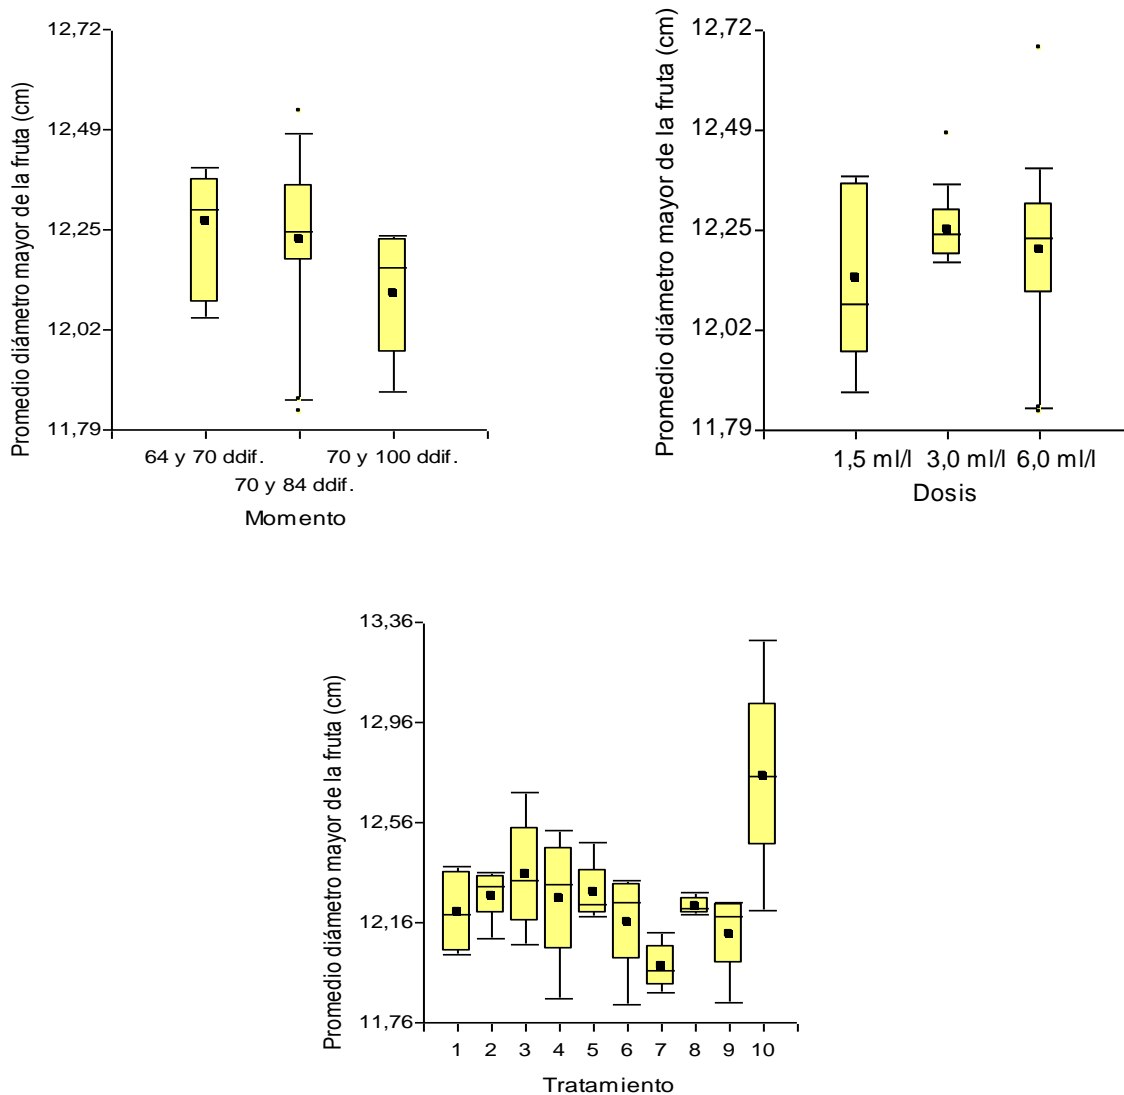 Promedio diámetro mayor de la fruta (cm)
12,72
12,49
12,25
12,02
11,79
64 y 70 ddif.
70 y 84 ddif.
70 y 100 ddif.
Momento
Promedio diámetro mayor de la fruta (cm)
12,72
12,49
12,25
12,02
11,79
1,5 ml/l 3,0 ml/l 6,0 ml/l
Dosis
Promedio diámetro mayor de la fruta (cm)
13,36
12,96
12,56
12,16
11,76
1 2 3 4 5 6 7 8 9 10
Tratamiento